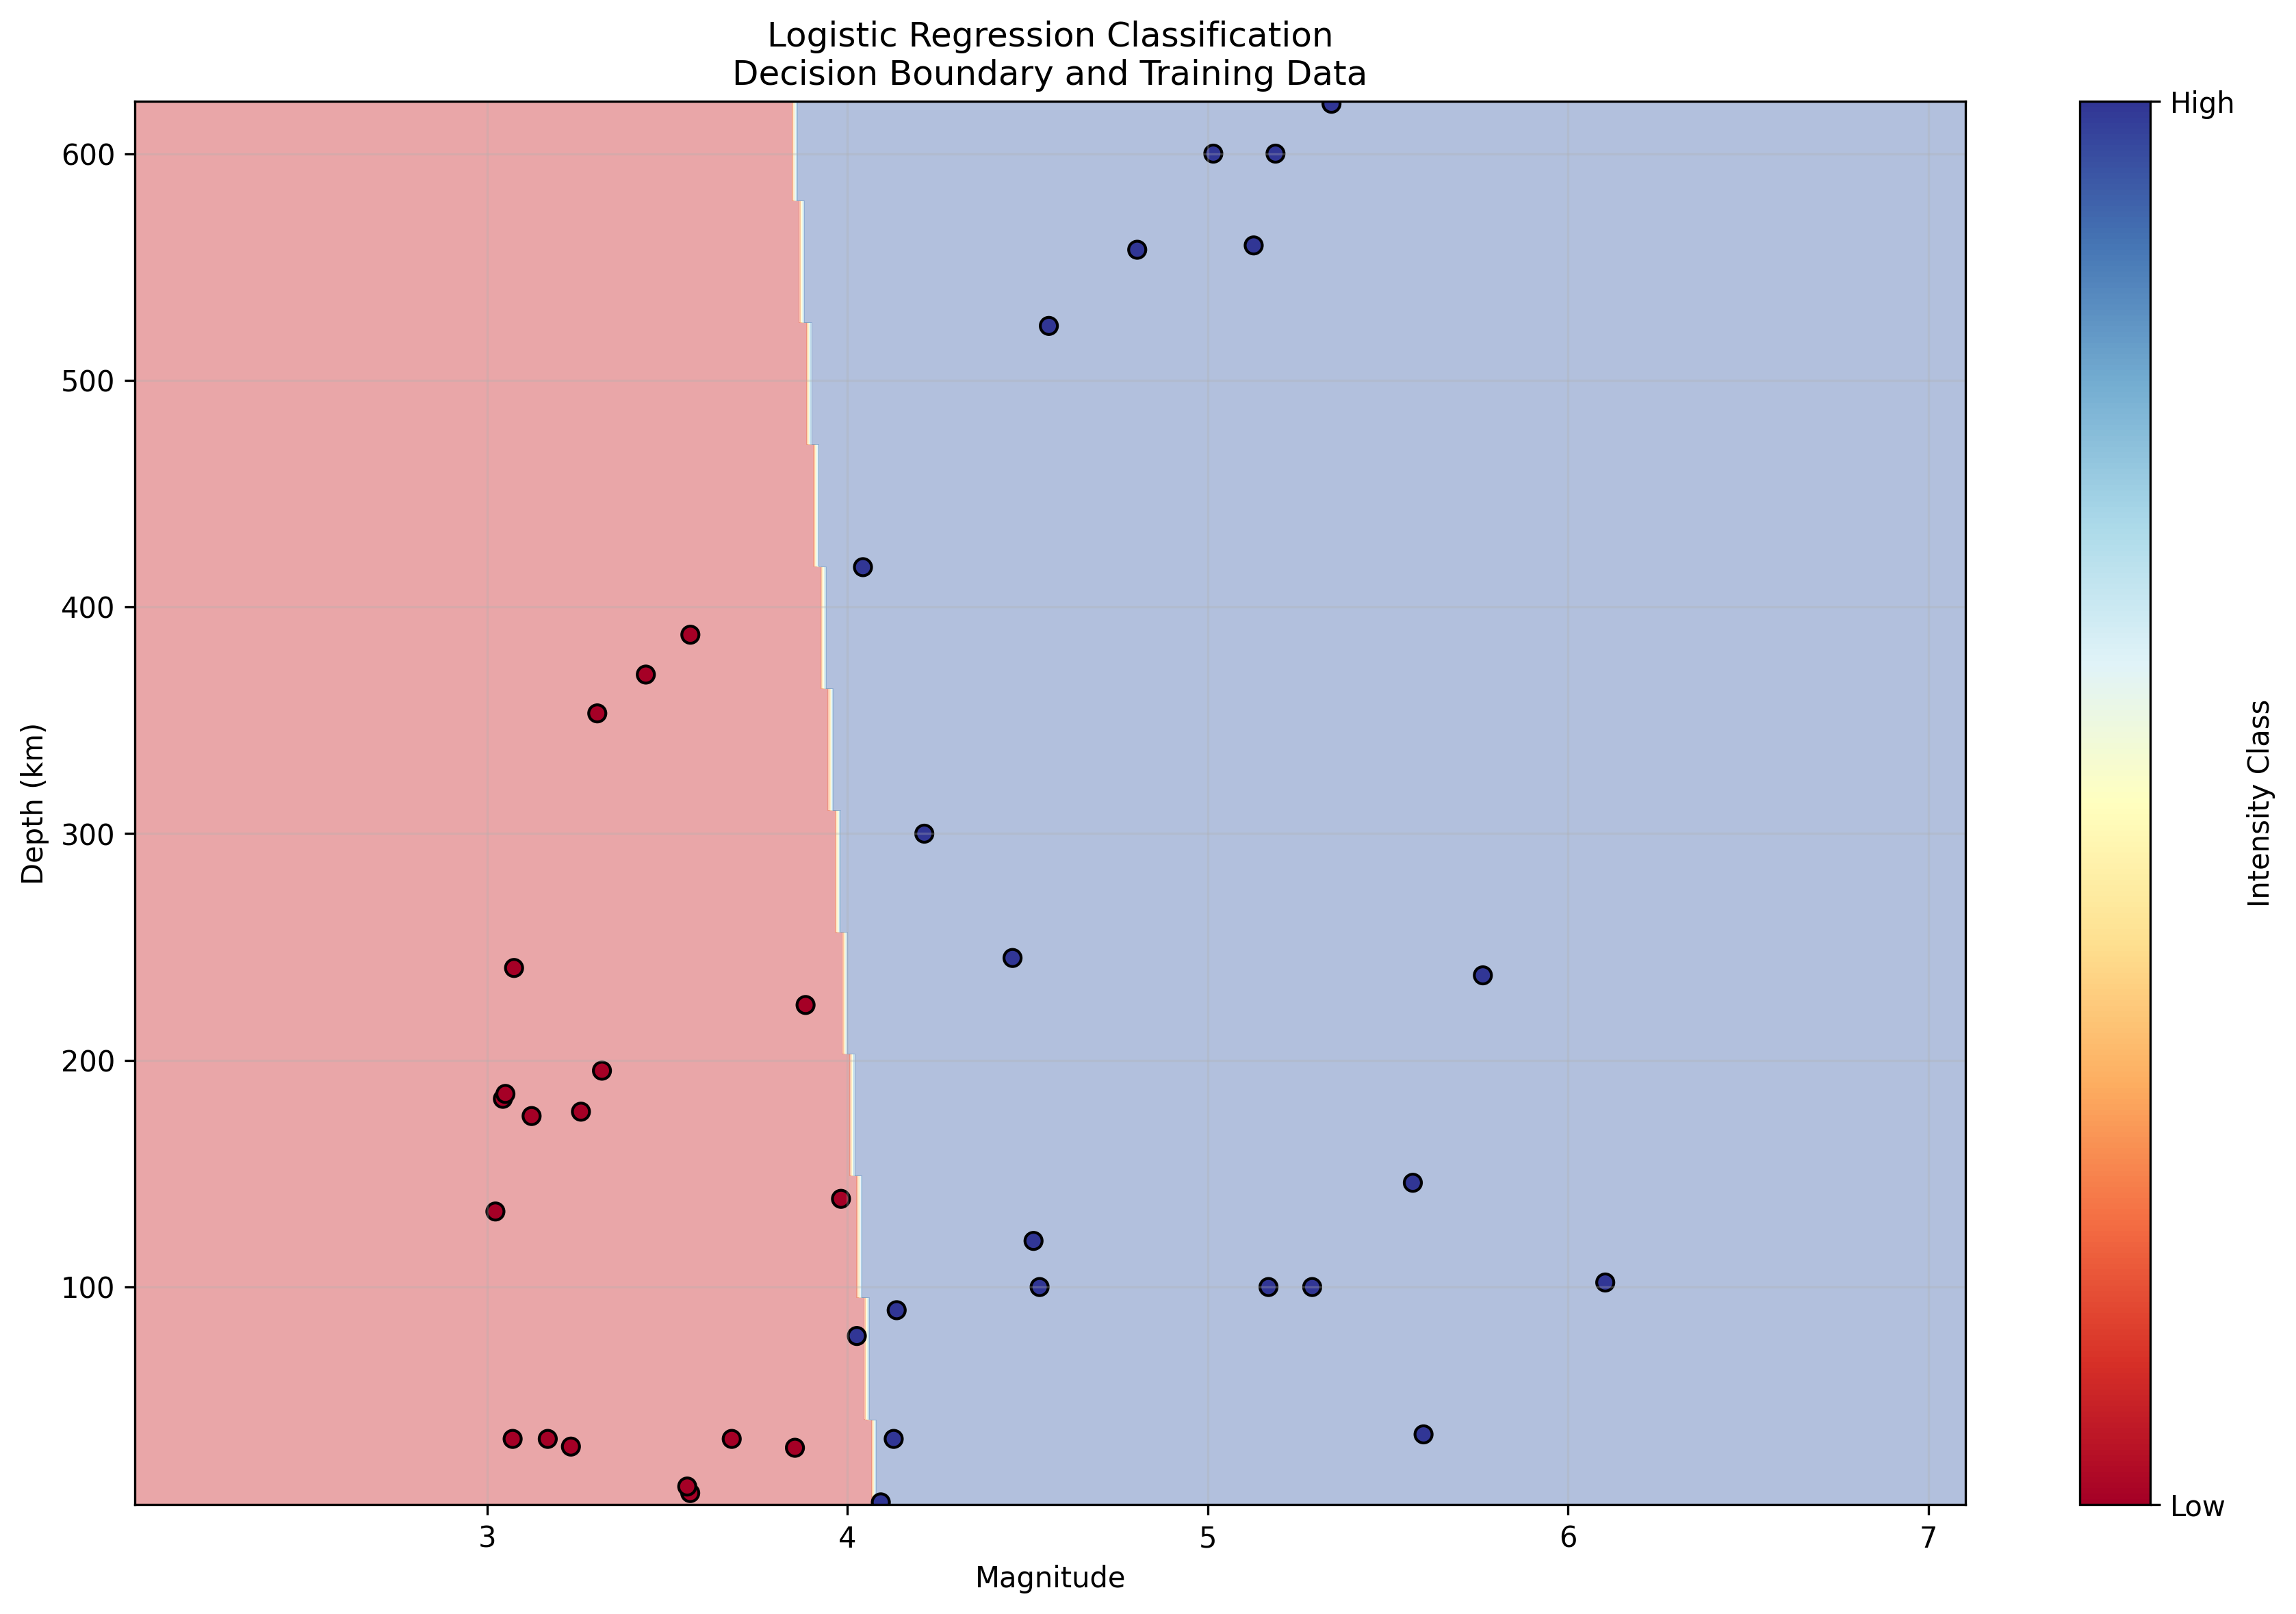 Logistic Regression Classification
Decision Boundary and Training Data
High
600
500
400
300
200
100
Depth (km)
Intensity Class
Low
3
4
5
6
7
Magnitude